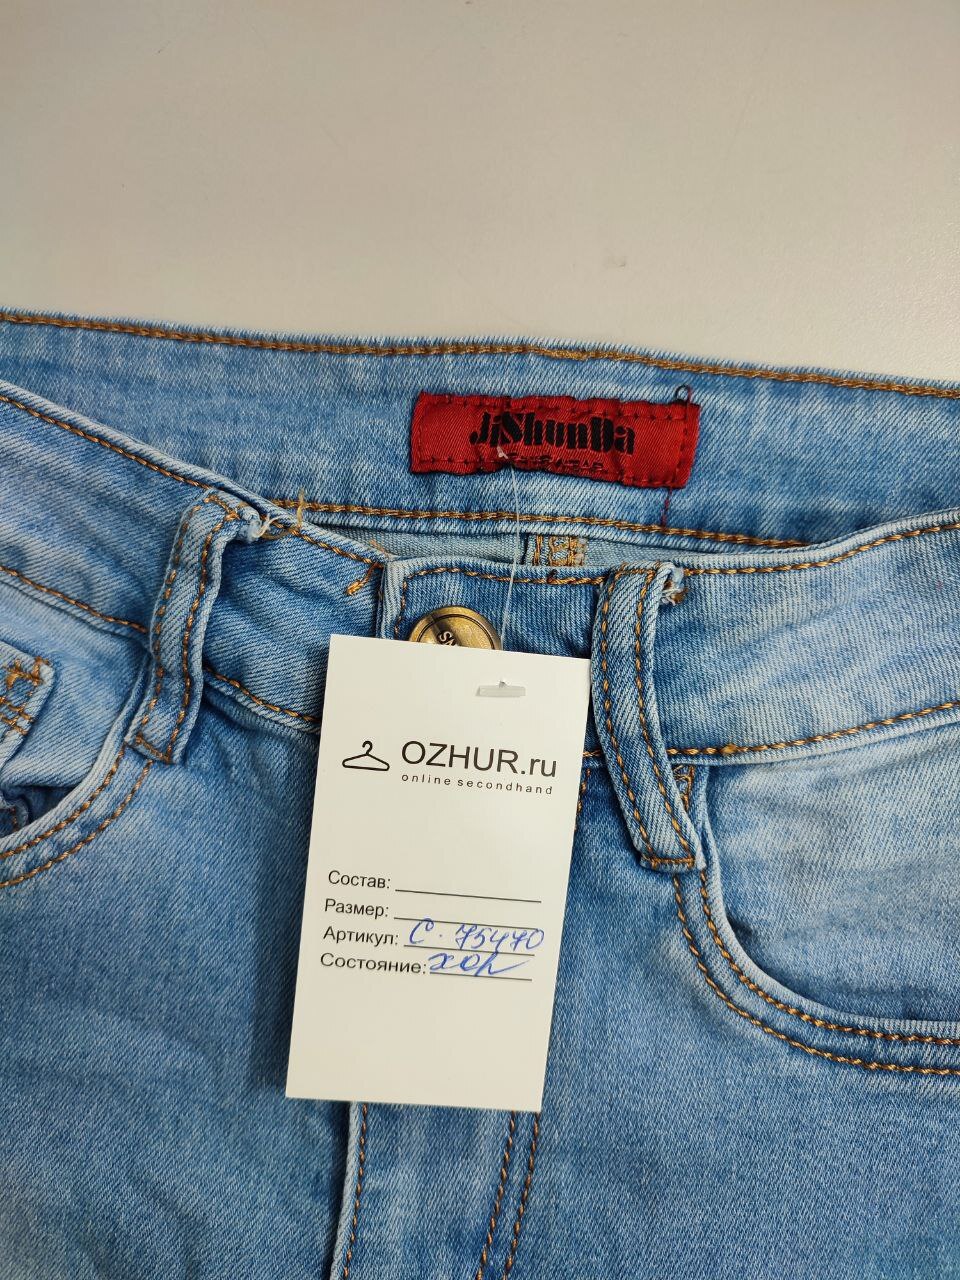 JiShunDa
OZHUR.ru
online secondhand
Состав:
Размер:
Артикул: С. 75470
Состояние: хор